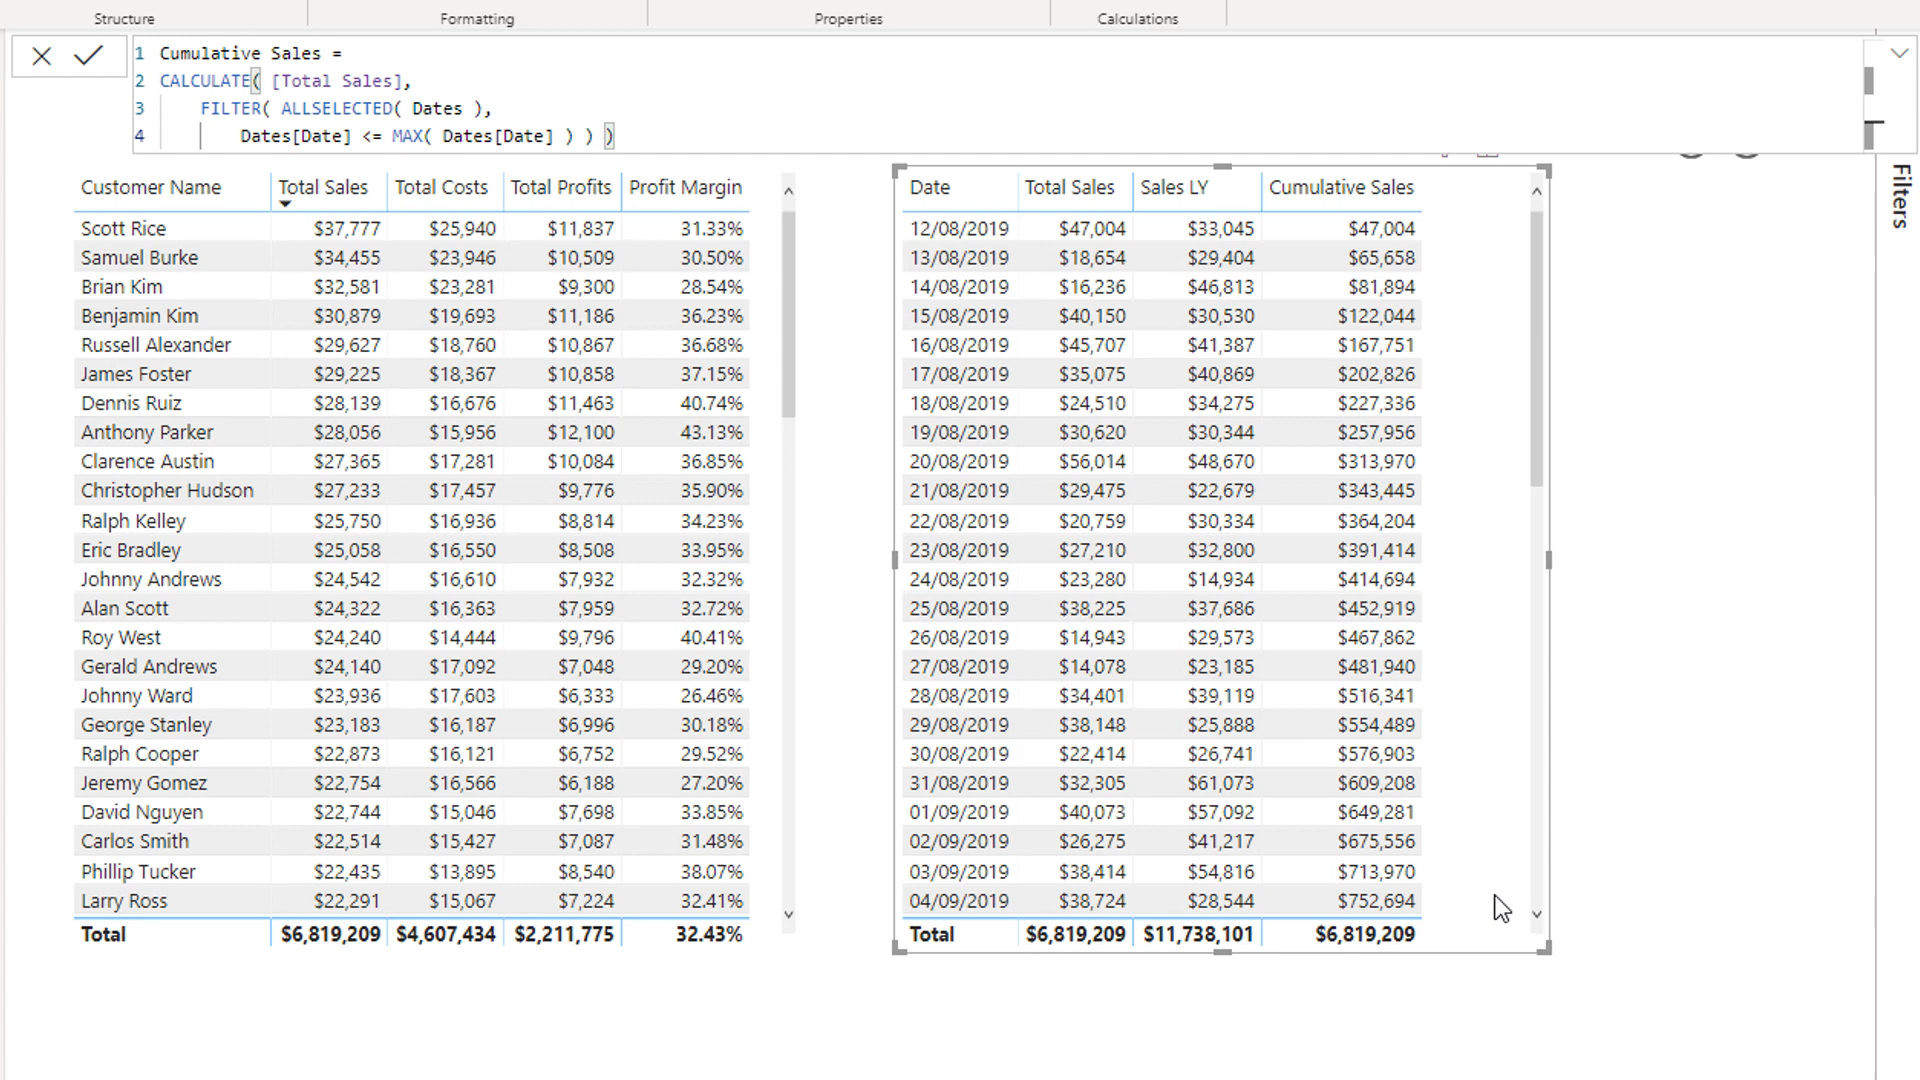 Structure Formatting Properties Calculations
1 Cumulative Sales =
2 CALCULATE( [Total Sales],
3 FILTER( ALLSELECTED( Dates ),
4 Dates[Date] <= MAX( Dates[Date] ) ) )
Filters
Customer Name Total Sales Total Costs Total Profits Profit Margin
Scott Rice $37,777 $25,940 $11,837 31.33%
Samuel Burke $34,455 $23,946 $10,509 30.50%
Brian Kim $32,581 $23,281 $9,300 28.54%
Benjamin Kim $30,879 $19,693 $11,186 36.23%
Russell Alexander $29,627 $18,760 $10,867 36.68%
James Foster $29,225 $18,367 $10,858 37.15%
Dennis Ruiz $28,139 $16,676 $11,463 40.74%
Anthony Parker $28,056 $15,956 $12,100 43.13%
Clarence Austin $27,365 $17,281 $10,084 36.85%
Christopher Hudson $27,233 $17,457 $9,776 35.90%
Ralph Kelley $25,750 $16,936 $8,814 34.23%
Eric Bradley $25,058 $16,550 $8,508 33.95%
Johnny Andrews $24,542 $16,610 $7,932 32.32%
Alan Scott $24,322 $16,363 $7,959 32.72%
Roy West $24,240 $14,444 $9,796 40.41%
Gerald Andrews $24,140 $17,092 $7,048 29.20%
Johnny Ward $23,936 $17,603 $6,333 26.46%
George Stanley $23,183 $16,187 $6,996 30.18%
Ralph Cooper $22,873 $16,121 $6,752 29.52%
Jeremy Gomez $22,754 $16,566 $6,188 27.20%
David Nguyen $22,744 $15,046 $7,698 33.85%
Carlos Smith $22,514 $15,427 $7,087 31.48%
Phillip Tucker $22,435 $13,895 $8,540 38.07%
Larry Ross $22,291 $15,067 $7,224 32.41%
Total $6,819,209 $4,607,434 $2,211,775 32.43%
Date Total Sales Sales LY Cumulative Sales
12/08/2019 $47,004 $33,045 $47,004
13/08/2019 $18,654 $29,404 $65,658
14/08/2019 $16,236 $46,813 $81,894
15/08/2019 $40,150 $30,530 $122,044
16/08/2019 $45,707 $41,387 $167,751
17/08/2019 $35,075 $40,869 $202,826
18/08/2019 $24,510 $34,275 $227,336
19/08/2019 $30,620 $30,344 $257,956
20/08/2019 $56,014 $48,670 $313,970
21/08/2019 $29,475 $22,679 $343,445
22/08/2019 $20,759 $30,334 $364,204
23/08/2019 $27,210 $32,800 $391,414
24/08/2019 $23,280 $14,934 $414,694
25/08/2019 $38,225 $37,686 $452,919
26/08/2019 $14,943 $29,573 $467,862
27/08/2019 $14,078 $23,185 $481,940
28/08/2019 $34,401 $39,119 $516,341
29/08/2019 $38,148 $25,888 $554,489
30/08/2019 $22,414 $26,741 $576,903
31/08/2019 $32,305 $61,073 $609,208
01/09/2019 $40,073 $57,092 $649,281
02/09/2019 $26,275 $41,217 $675,556
03/09/2019 $38,414 $54,816 $713,970
04/09/2019 $38,724 $28,544 $752,694
Total $6,819,209 $11,738,101 $6,819,209